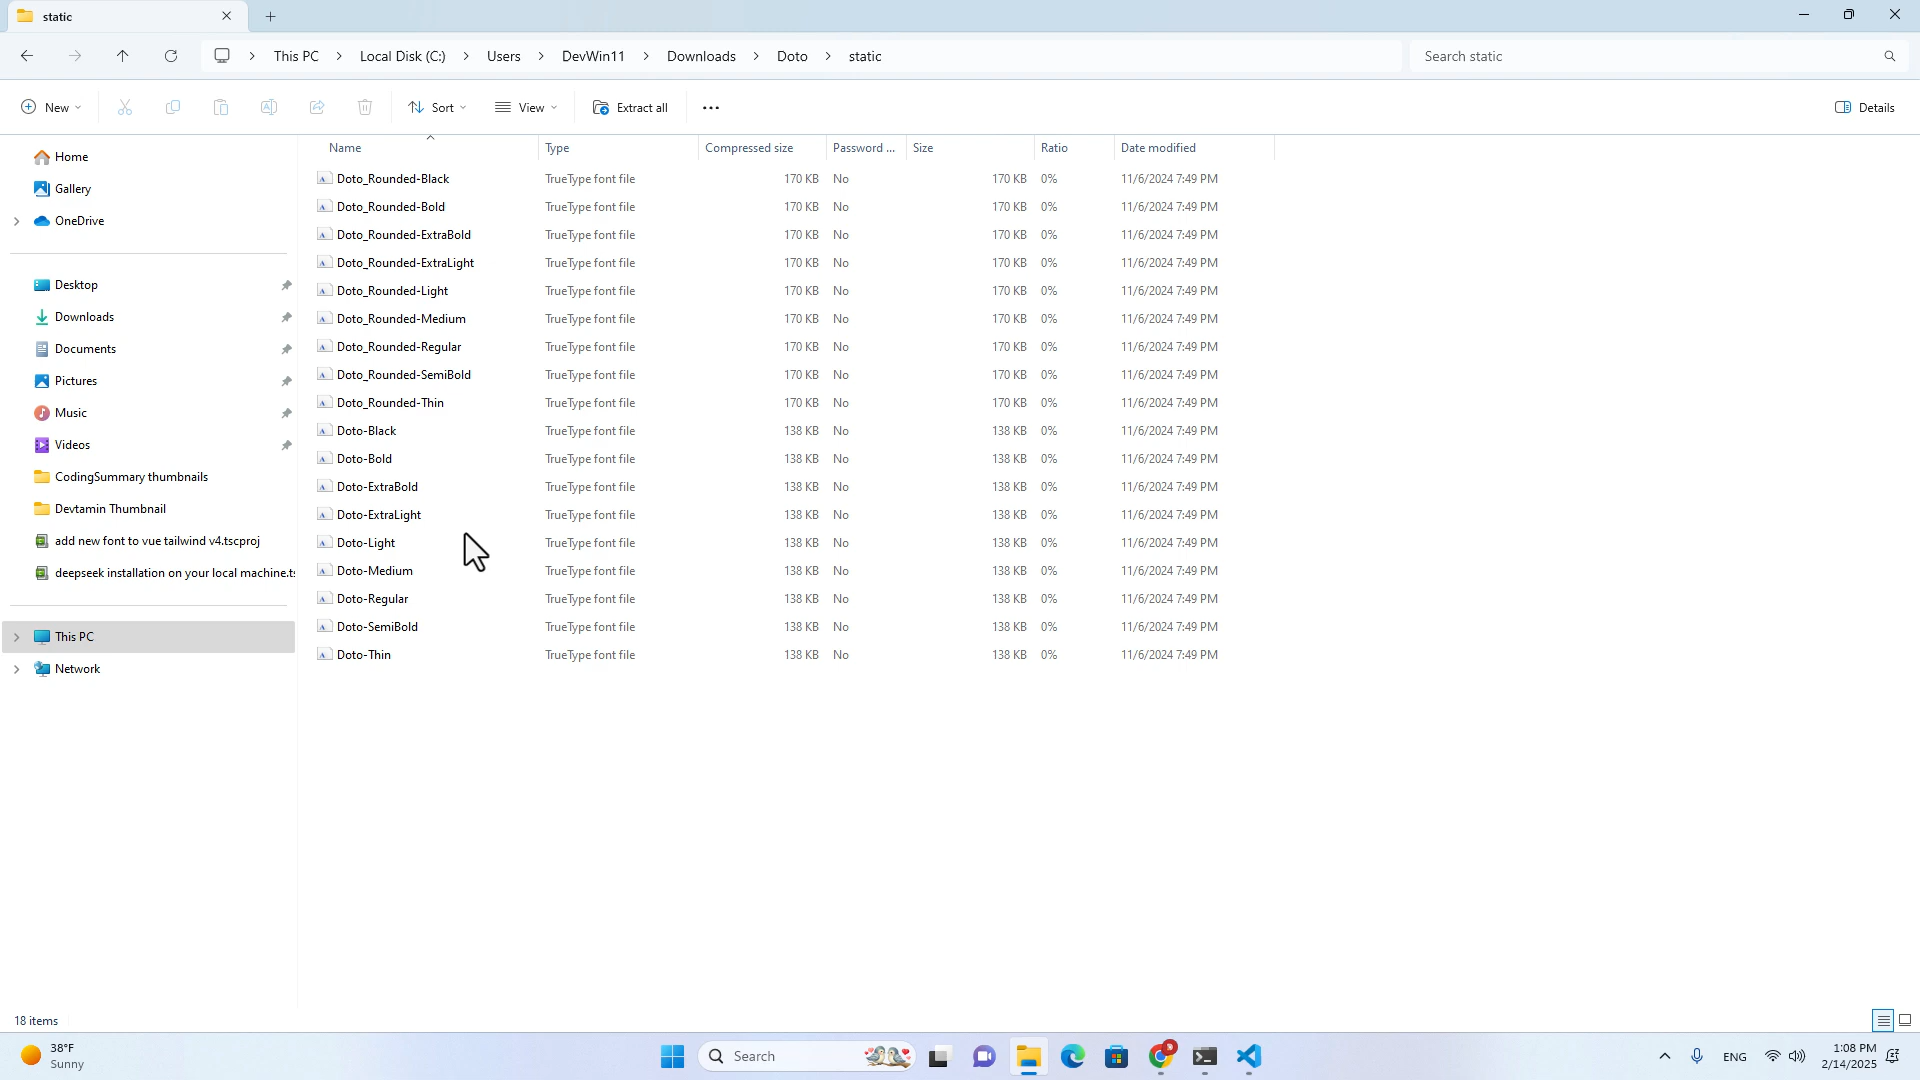 static
This PC
Local Disk (C:)
Users
DevWin11
Downloads
Doto
static
Search static
New
Sort
View
Extract all
Details
Name Type Compressed size Password ... Size Ratio Date modified
Home
Gallery
OneDrive
Desktop
Downloads
Documents
Pictures
Music
Videos
CodingSummary thumbnails
Devtamin Thumbnail
add new font to vue tailwind v4.tscproj
deepseek installation on your local machine.ts
This PC
Network
Doto_Rounded-Black TrueType font file 170 KB No 170 KB 0% 11/6/2024 7:49 PM
Doto_Rounded-Bold TrueType font file 170 KB No 170 KB 0% 11/6/2024 7:49 PM
Doto_Rounded-ExtraBold TrueType font file 170 KB No 170 KB 0% 11/6/2024 7:49 PM
Doto_Rounded-ExtraLight TrueType font file 170 KB No 170 KB 0% 11/6/2024 7:49 PM
Doto_Rounded-Light TrueType font file 170 KB No 170 KB 0% 11/6/2024 7:49 PM
Doto_Rounded-Medium TrueType font file 170 KB No 170 KB 0% 11/6/2024 7:49 PM
Doto_Rounded-Regular TrueType font file 170 KB No 170 KB 0% 11/6/2024 7:49 PM
Doto_Rounded-SemiBold TrueType font file 170 KB No 170 KB 0% 11/6/2024 7:49 PM
Doto_Rounded-Thin TrueType font file 170 KB No 170 KB 0% 11/6/2024 7:49 PM
Doto-Black TrueType font file 138 KB No 138 KB 0% 11/6/2024 7:49 PM
Doto-Bold TrueType font file 138 KB No 138 KB 0% 11/6/2024 7:49 PM
Doto-ExtraBold TrueType font file 138 KB No 138 KB 0% 11/6/2024 7:49 PM
Doto-ExtraLight TrueType font file 138 KB No 138 KB 0% 11/6/2024 7:49 PM
Doto-Light TrueType font file 138 KB No 138 KB 0% 11/6/2024 7:49 PM
Doto-Medium TrueType font file 138 KB No 138 KB 0% 11/6/2024 7:49 PM
Doto-Regular TrueType font file 138 KB No 138 KB 0% 11/6/2024 7:49 PM
Doto-SemiBold TrueType font file 138 KB No 138 KB 0% 11/6/2024 7:49 PM
Doto-Thin TrueType font file 138 KB No 138 KB 0% 11/6/2024 7:49 PM
18 items
38°F
Sunny
Search
ENG
1:08 PM
2/14/2025